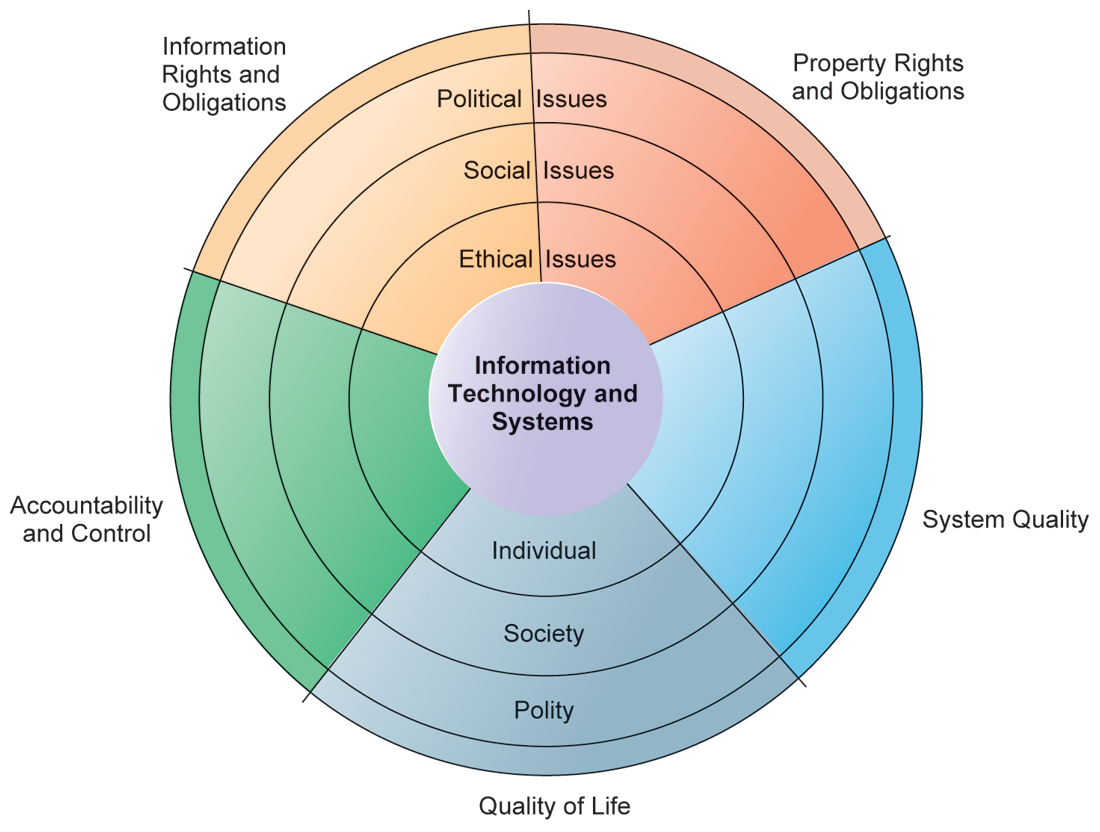 Information
Rights and
Obligations
Property Rights
and Obligations
Political Issues
Social Issues
Ethical Issues
Information
Technology and
Systems
Accountability
and Control
System Quality
Individual
Society
Polity
Quality of Life